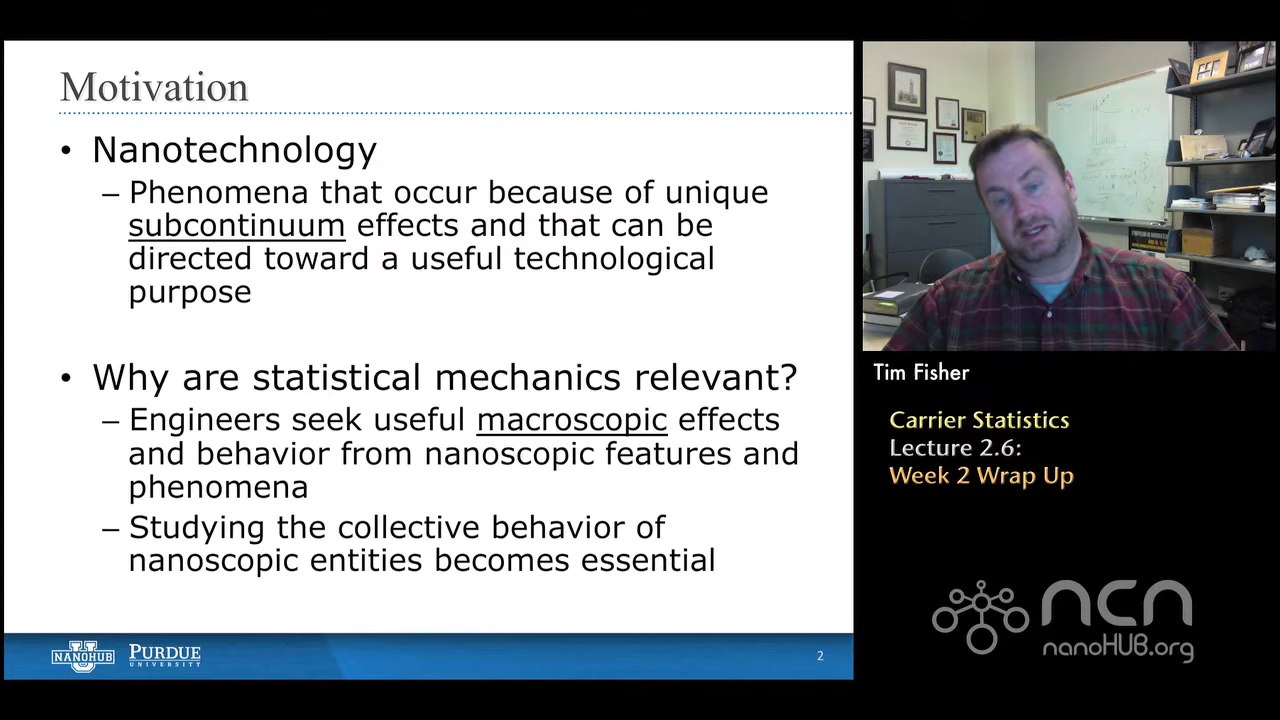 Motivation
• Nanotechnology
– Phenomena that occur because of unique
subcontinuum effects and that can be
directed toward a useful technological
purpose
• Why are statistical mechanics relevant?
– Engineers seek useful macroscopic effects
and behavior from nanoscopic features and
phenomena
– Studying the collective behavior of
nanoscopic entities becomes essential
NANOHUB
U
PURDUE
UNIVERSITY
2
Tim Fisher
Carrier Statistics
Lecture 2.6:
Week 2 Wrap Up
ncn
nanoHUB.org